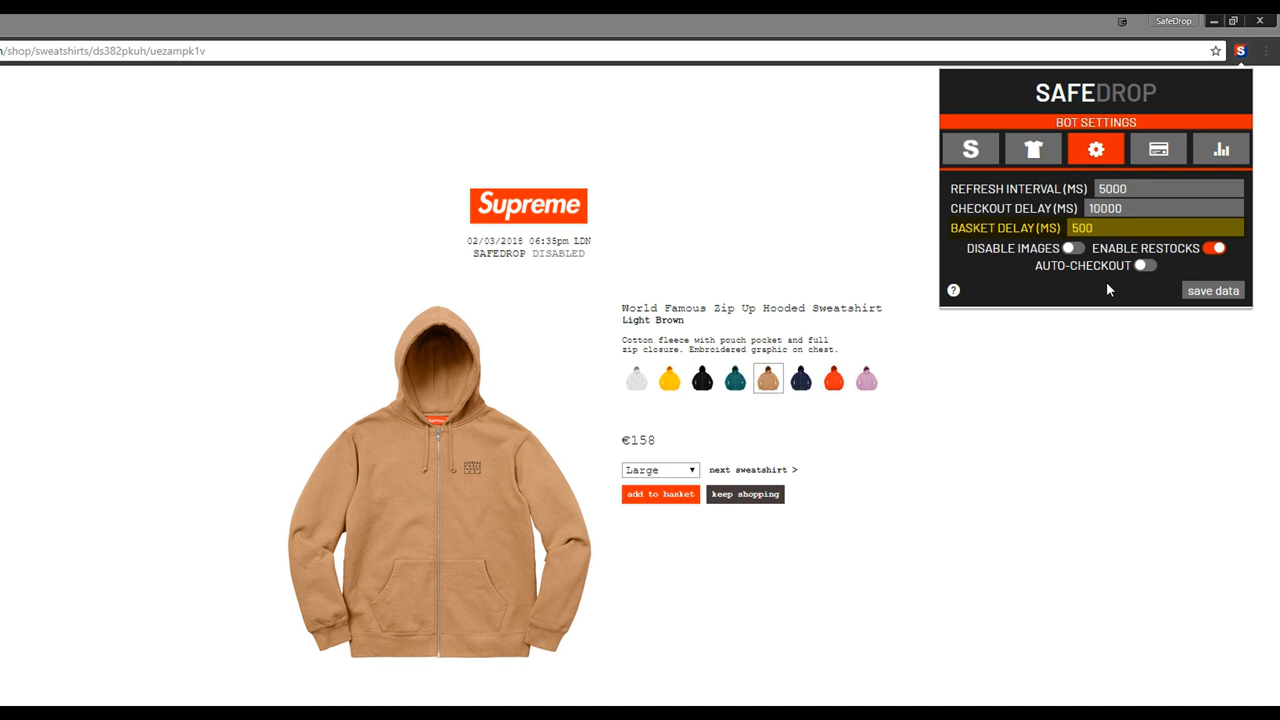 SafeDrop
/shop/sweatshirts/ds382pkuh/uezampk1v
S
SAFEDROP
BOT SETTINGS
S
REFRESH INTERVAL (MS) 5000
CHECKOUT DELAY (MS) 10000
BASKET DELAY (MS) 500
DISABLE IMAGES ENABLE RESTOCKS
AUTO-CHECKOUT
? save data
Supreme
02/03/2018 06:35pm LDN
SAFEDROP DISABLED
World Famous Zip Up Hooded Sweatshirt
Light Brown
Cotton fleece with pouch pocket and full
zip closure. Embroidered graphic on chest.
€158
Large next sweatshirt >
add to basket keep shopping